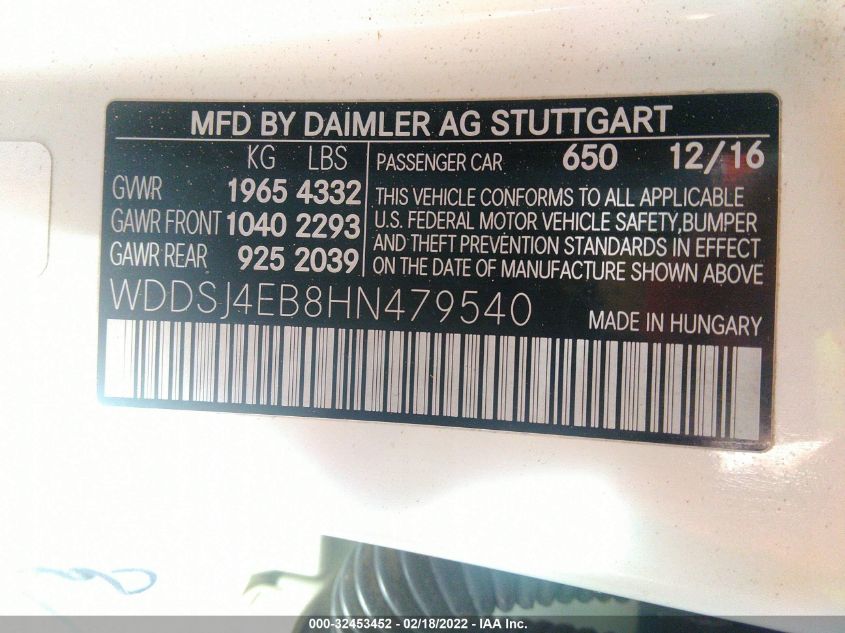 MFD BY DAIMLER AG STUTTGART
KG LBS
GVWR 1965 4332
GAWR FRONT 1040 2293
GAWR REAR 925 2039
PASSENGER CAR 650 12/16
THIS VEHICLE CONFORMS TO ALL APPLICABLE
U.S. FEDERAL MOTOR VEHICLE SAFETY,BUMPER
AND THEFT PREVENTION STANDARDS IN EFFECT
ON THE DATE OF MANUFACTURE SHOWN ABOVE
WDDSJ4EB8HN479540
MADE IN HUNGARY
000-32453452 - 02/18/2022 - IAA Inc.